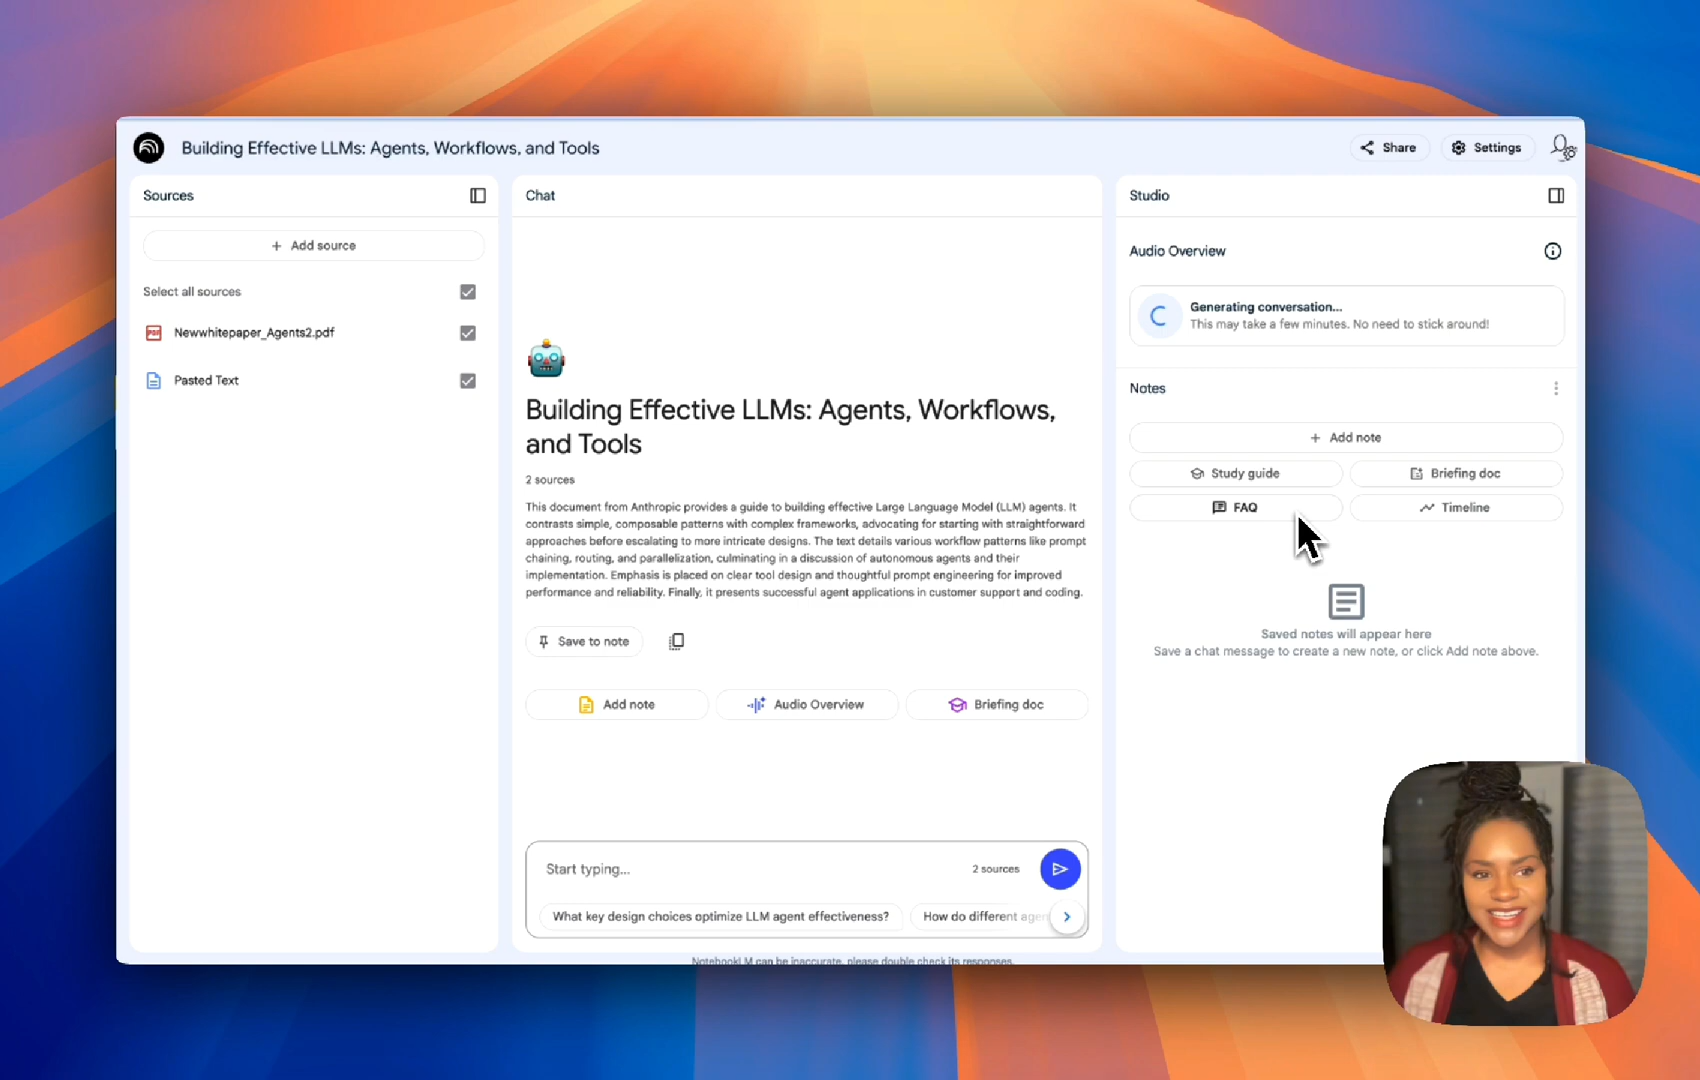 Building Effective LLMs: Agents, Workflows, and Tools
Share
Settings
Sources
Add source
Select all sources
PDF
Newwhitepaper_Agents2.pdf
Pasted Text
Chat
Building Effective LLMs: Agents, Workflows,
and Tools
2 sources
This document from Anthropic provides a guide to building effective Large Language Model (LLM) agents. It
contrasts simple, composable patterns with complex frameworks, advocating for starting with straightforward
approaches before escalating to more intricate designs. The text details various workflow patterns like prompt
chaining, routing, and parallelization, culminating in a discussion of autonomous agents and their
implementation. Emphasis is placed on clear tool design and thoughtful prompt engineering for improved
performance and reliability. Finally, it presents successful agent applications in customer support and coding.
Save to note
Add note
Audio Overview
Briefing doc
Start typing...
2 sources
What key design choices optimize LLM agent effectiveness?
How do different agen
NotebookLM can be inaccurate, please double check its responses.
Studio
Audio Overview
Generating conversation...
This may take a few minutes. No need to stick around!
Notes
Add note
Study guide
Briefing doc
FAQ
Timeline
Saved notes will appear here
Save a chat message to create a new note, or click Add note above.